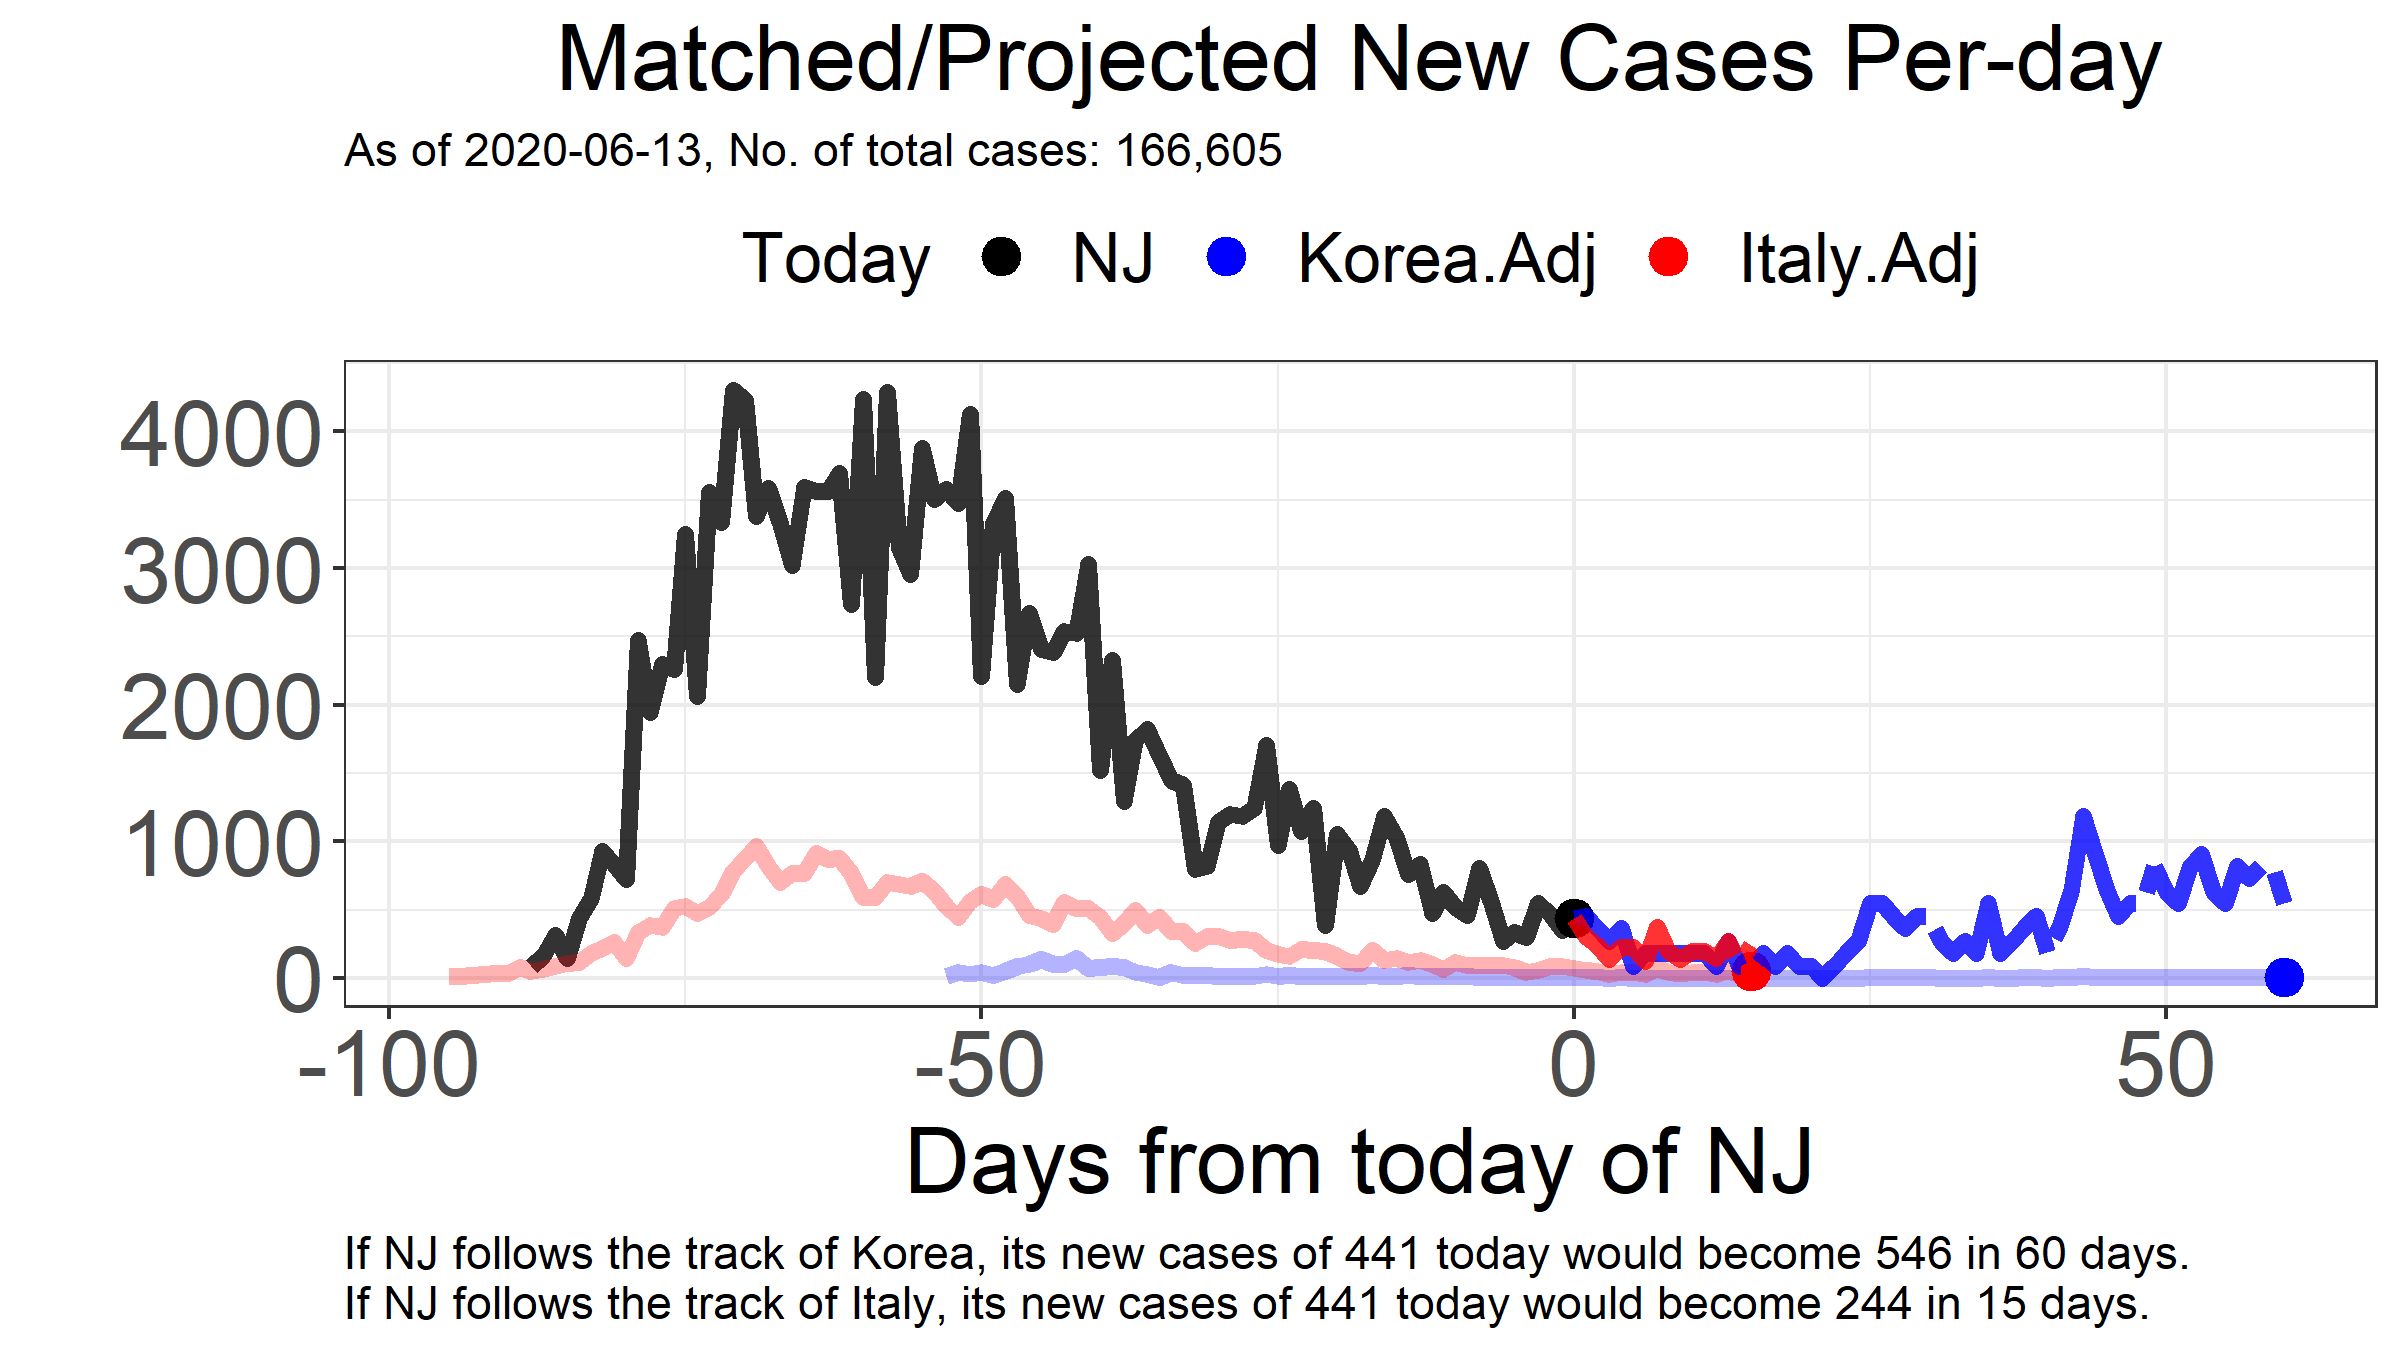 Matched/Projected New Cases Per-day
As of 2020-06-13, No. of total cases: 166,605
Today NJ Korea.Adj Italy.Adj
4000
3000
2000
1000
0
-100 -50 0 50
Days from today of NJ
If NJ follows the track of Korea, its new cases of 441 today would become 546 in 60 days.
If NJ follows the track of Italy, its new cases of 441 today would become 244 in 15 days.